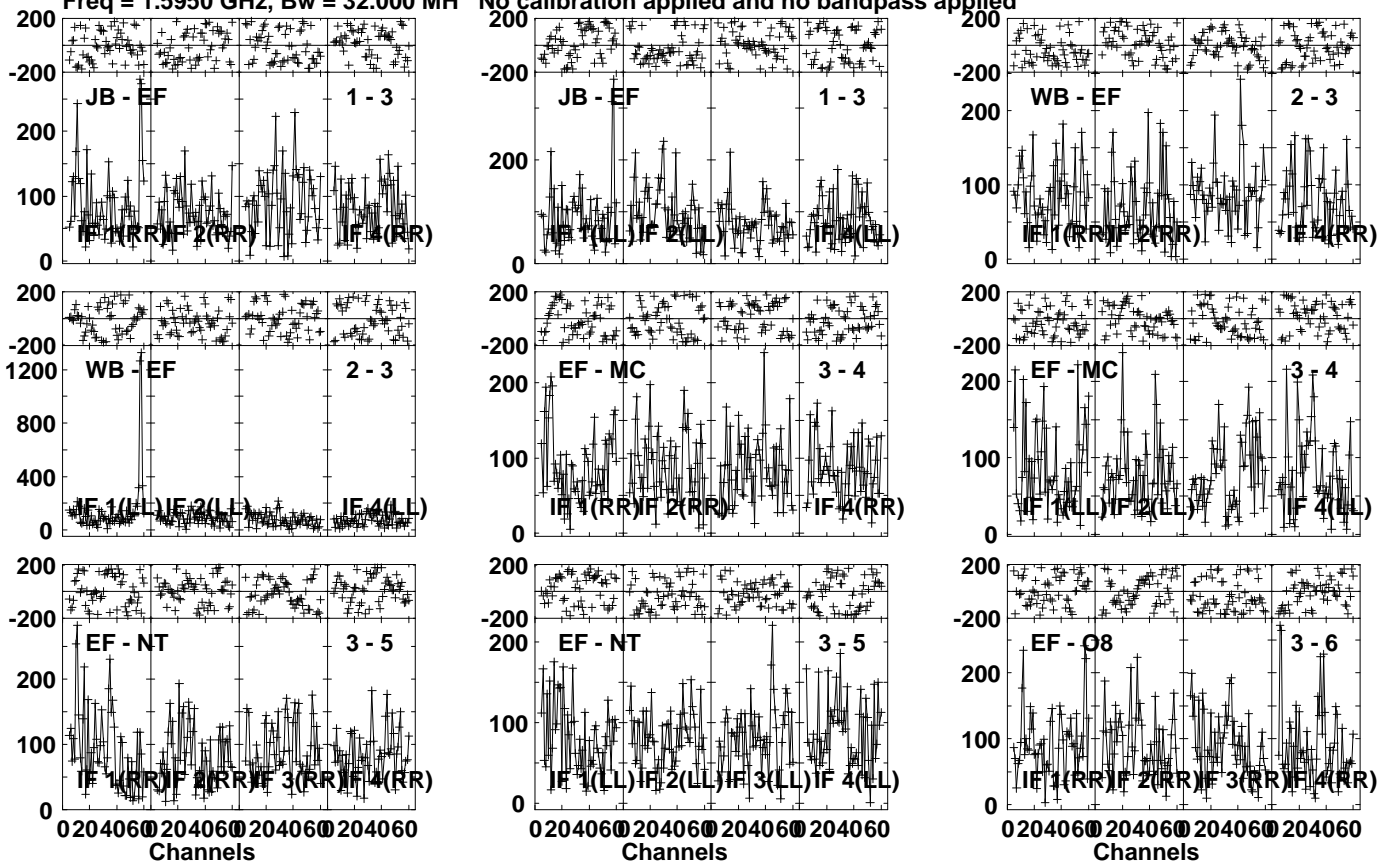 Freq = 1.5950 GHz, Bw = 32.000 MH No calibration applied and no bandpass applied
200
-200
JB - EF 1 - 3
200
100
0
IF 1(RR) IF 2(RR) IF 4(RR)
200
-200
JB - EF 1 - 3
200
0
IF 1(LL) IF 2(LL) IF 4(LL)
200
-200
WB - EF 2 - 3
200
100
0
IF 1(RR) IF 2(RR) IF 4(RR)
200
-200
WB - EF 2 - 3
1200
800
400
0
IF 1(LL) IF 2(LL) IF 4(LL)
200
-200
EF - MC 3 - 4
200
100
0
IF 1(RR) IF 2(RR) IF 4(RR)
200
-200
EF - MC 3 - 4
200
100
0
IF 1(LL) IF 2(LL) IF 4(LL)
200
-200
EF - NT 3 - 5
200
100
0
IF 1(RR) IF 2(RR) IF 3(RR) IF 4(RR)
0 20 40 60 0 20 40 60 0 20 40 60 0 20 40 60
Channels
200
-200
EF - NT 3 - 5
200
100
0
IF 1(LL) IF 2(LL) IF 3(LL) IF 4(LL)
0 20 40 60 0 20 40 60 0 20 40 60 0 20 40 60
Channels
200
-200
EF - O8 3 - 6
200
100
0
IF 1(RR) IF 2(RR) IF 3(RR) IF 4(RR)
0 20 40 60 0 20 40 60 0 20 40 60 0 20 40 60
Channels